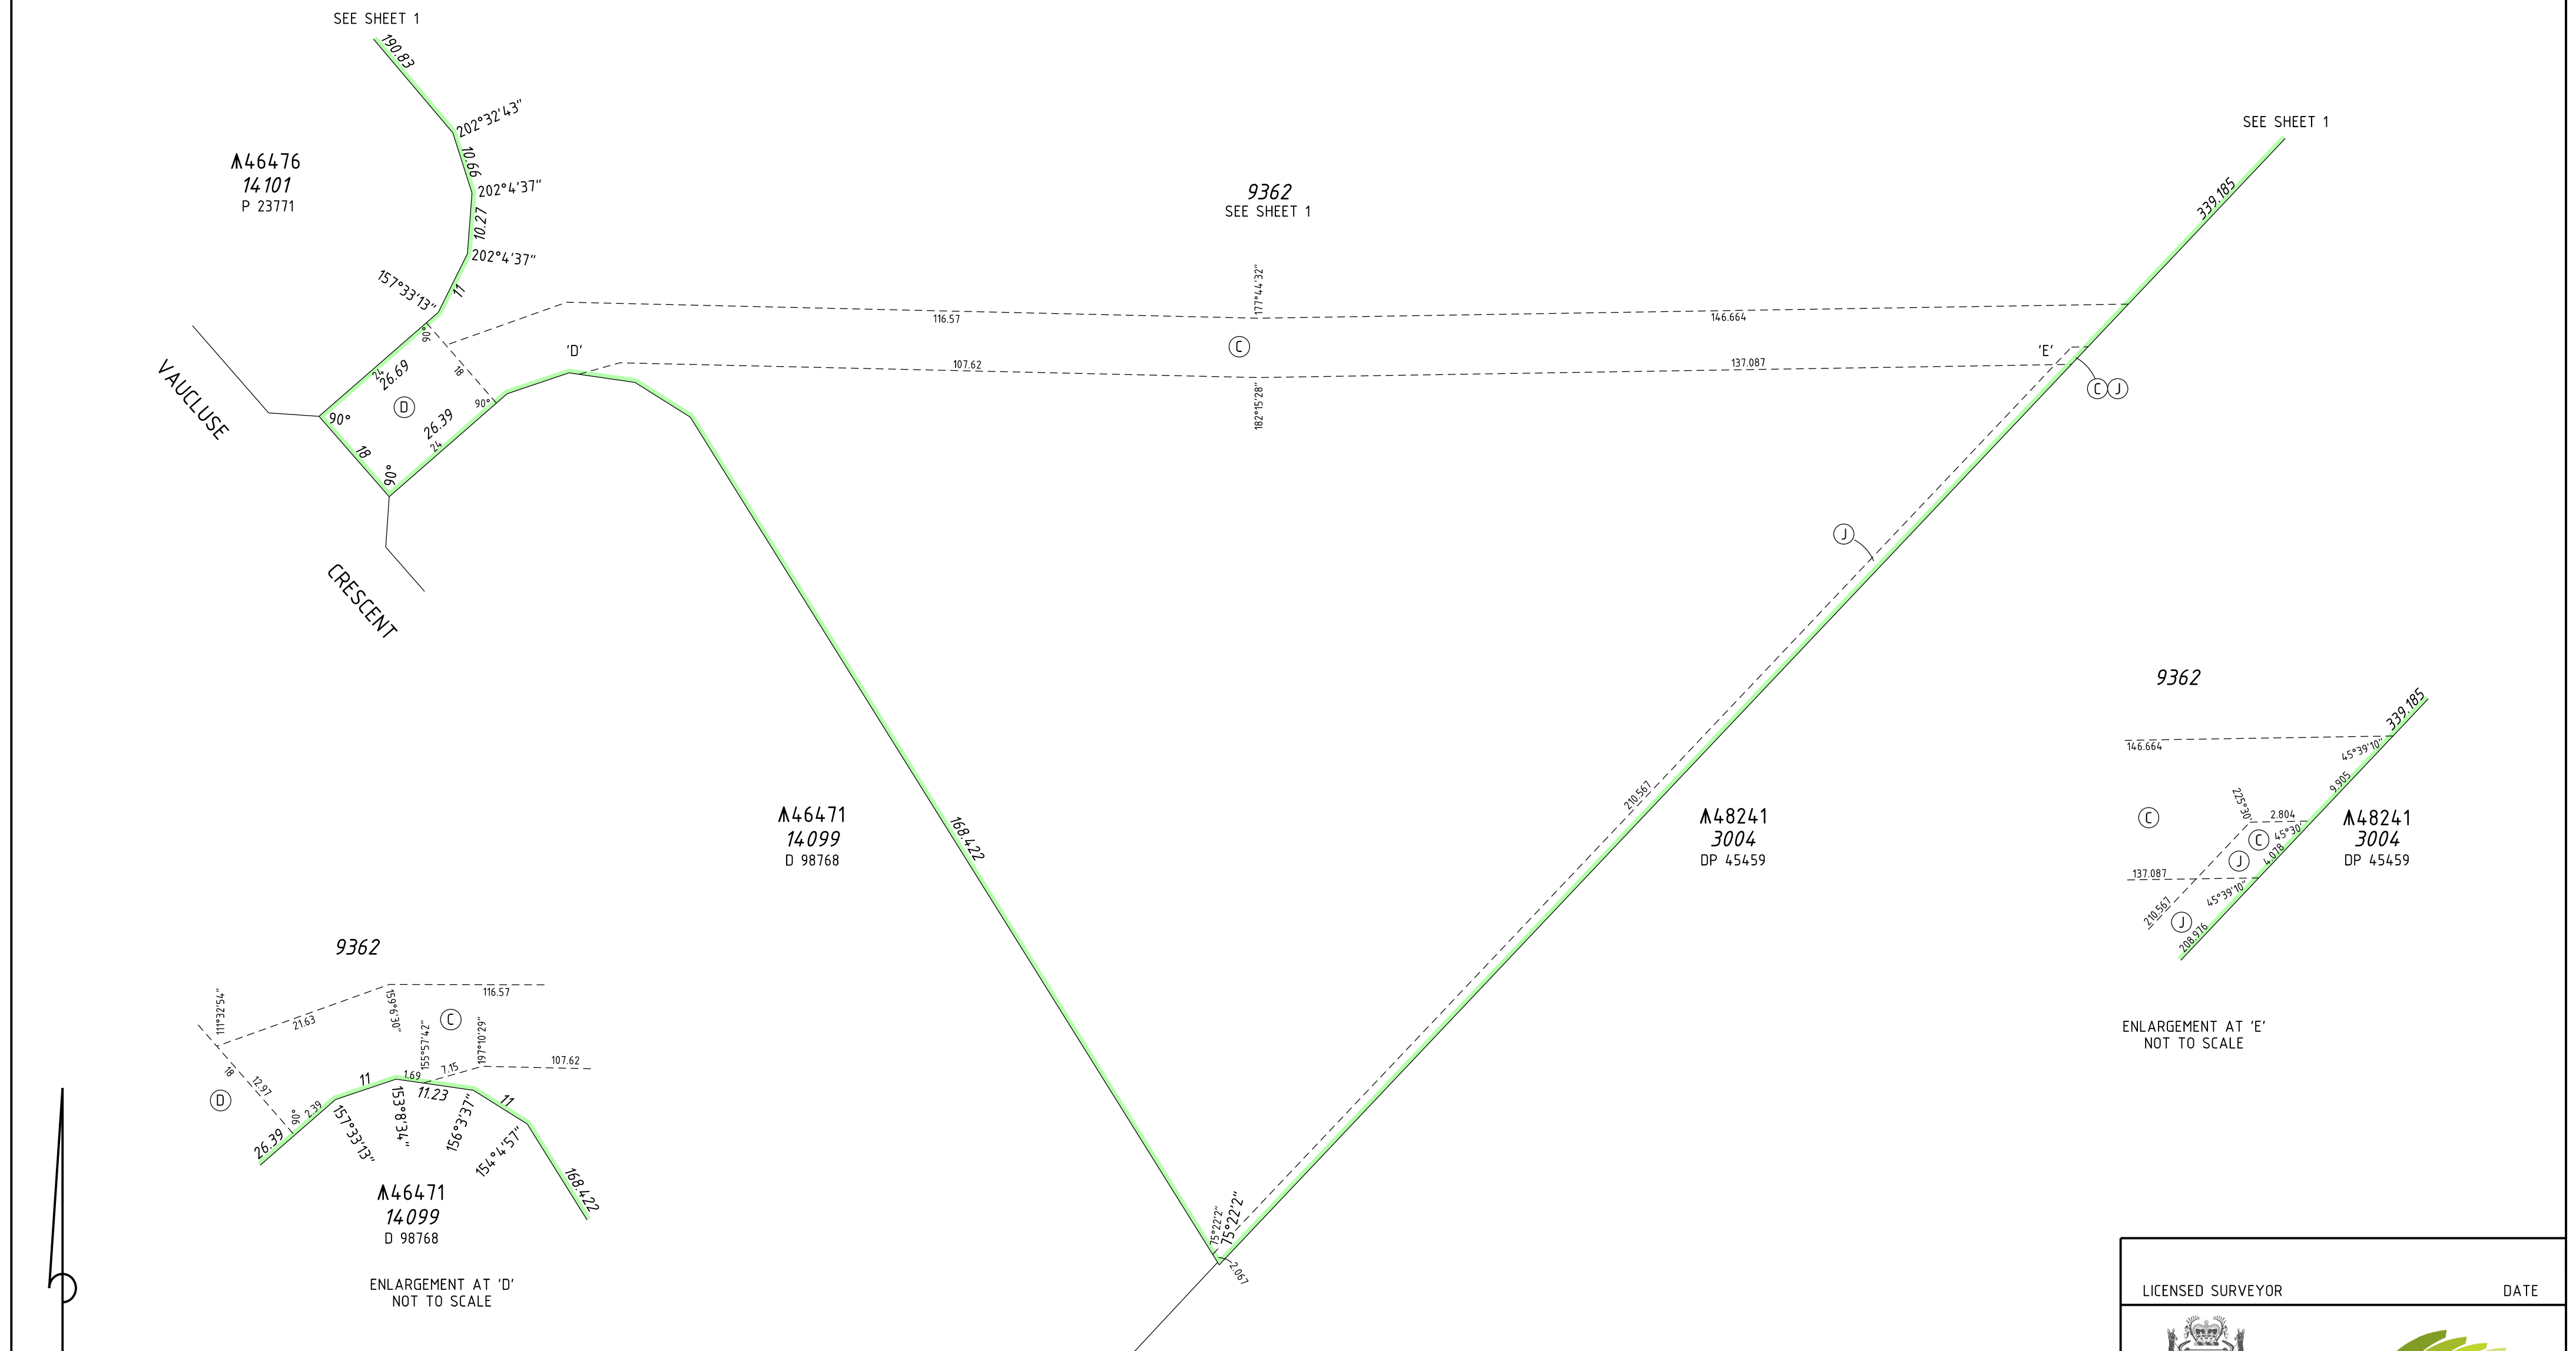 SEE SHEET 1
190.83
202°32'43"
10.66
202°4'37"
10.27
202°4'37"
11
157°33'13"
46476
14101
P 23771
SEE SHEET 1
339.185
9362
SEE SHEET 1
177°44'32"
116.57
146.664
C
'D'
'E'
107.62
137.087
182°15'28"
C J
90°
18
24
26.69
D
90°
26.39
24
90°
18
90°
VAUCLUSE
CRESCENT
J
210.567
168.422
46471
14099
D 98768
48241
3004
DP 45459
75°22'2"
75°22'2"
2.067
9362
339.185
146.664
45°39'10"
9.905
225°30'
2.804
C
45°30'
C
J
4.078
48241
3004
DP 45459
137.087
45°39'10"
210.567
J
208.976
ENLARGEMENT AT 'E'
NOT TO SCALE
9362
111°32'54"
21.63
159°6'30"
116.57
C
155°57'42"
197°10'29"
107.62
7.15
1.69
11
11.23
11
18
12.97
D
90°
2.39
26.39
157°33'13"
153°8'34"
156°3'37"
154°4'57"
168.422
46471
14099
D 98768
ENLARGEMENT AT 'D'
NOT TO SCALE
LICENSED SURVEYOR DATE